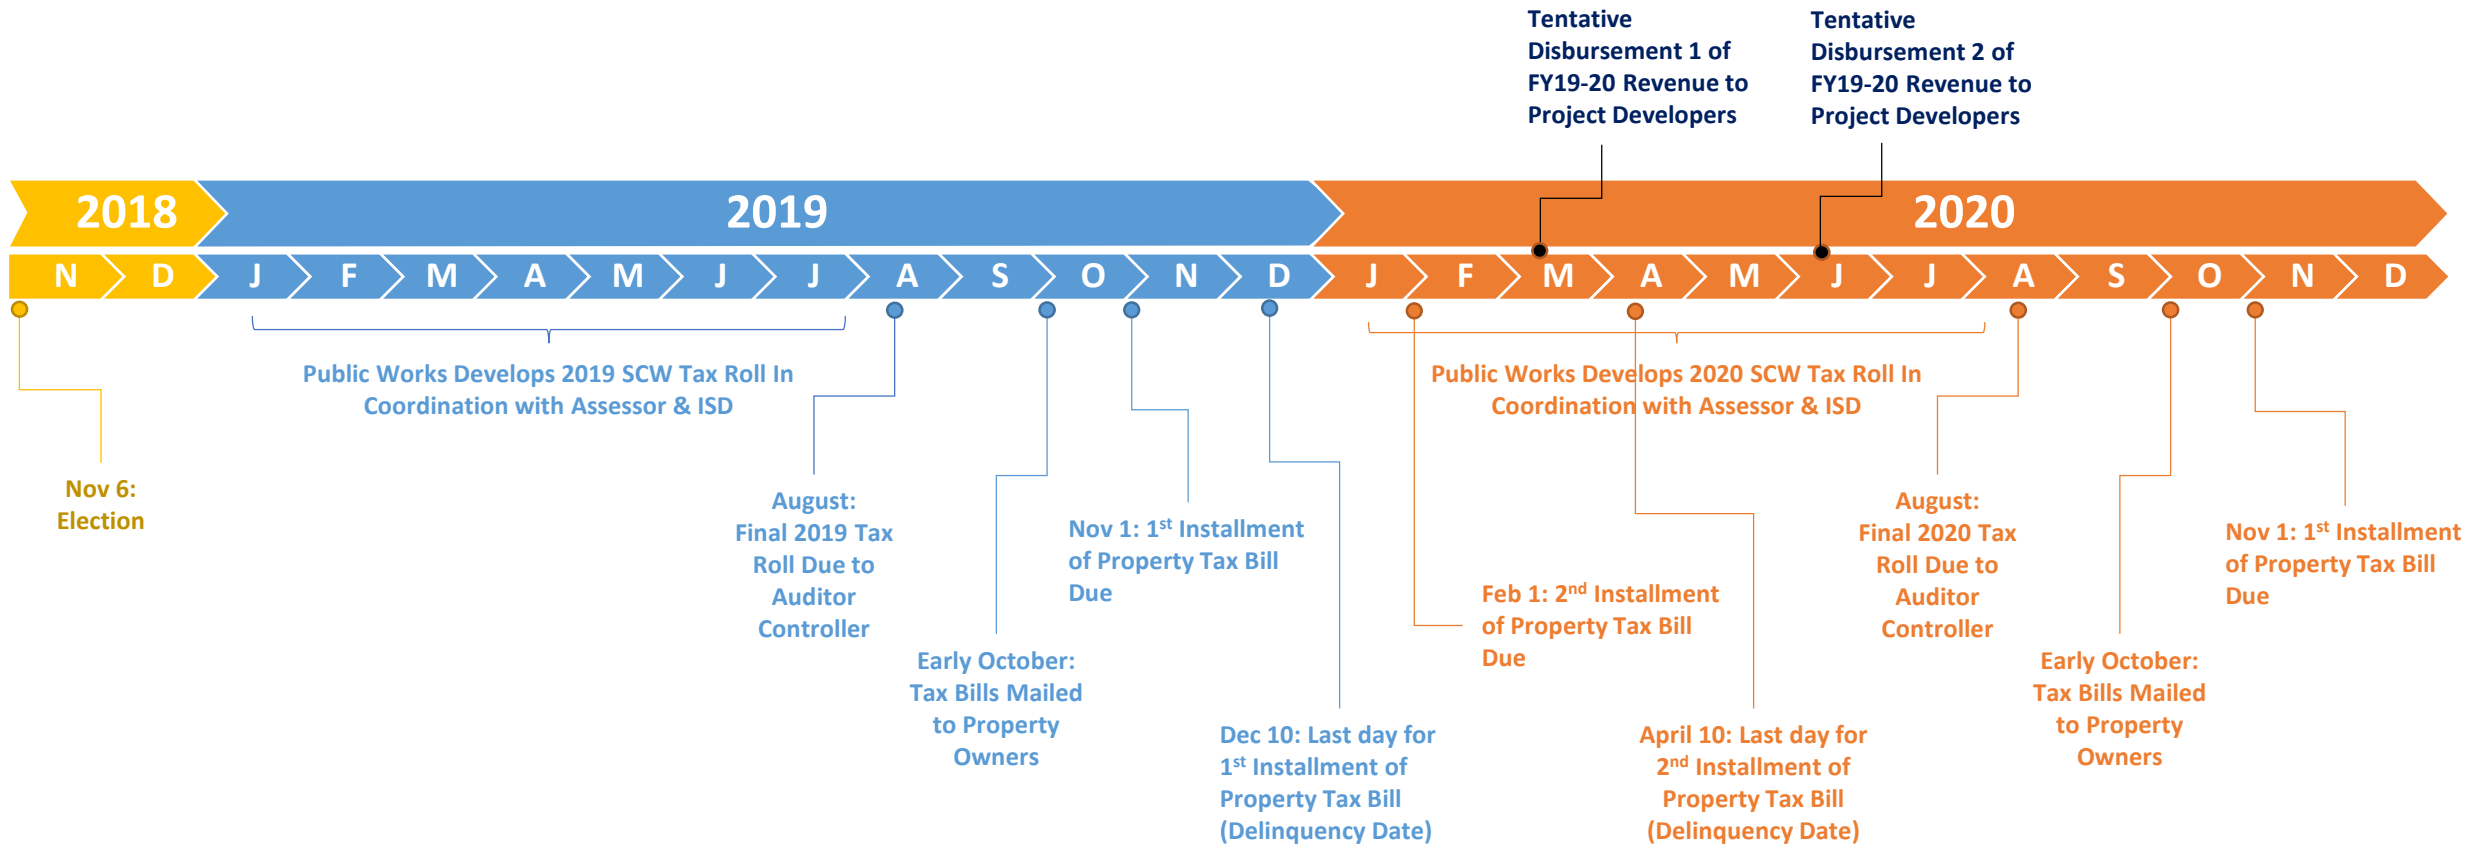 Tentative
Disbursement 1 of
FY19-20 Revenue to
Project Developers
Tentative
Disbursement 2 of
FY19-20 Revenue to
Project Developers
2018
2019
2020
N D J F M A M J J A S O N D J F M A M J J A S O N D
Public Works Develops 2019 SCW Tax Roll In
Coordination with Assessor & ISD
Public Works Develops 2020 SCW Tax Roll In
Coordination with Assessor & ISD
Nov 6:
Election
August:
Final 2019 Tax
Roll Due to
Auditor
Controller
Early October:
Tax Bills Mailed
to Property
Owners
Nov 1: 1st Installment
of Property Tax Bill
Due
Dec 10: Last day for
1st Installment of
Property Tax Bill
(Delinquency Date)
Feb 1: 2nd Installment
of Property Tax Bill
Due
April 10: Last day for
2nd Installment of
Property Tax Bill
(Delinquency Date)
August:
Final 2020 Tax
Roll Due to
Auditor
Controller
Early October:
Tax Bills Mailed
to Property
Owners
Nov 1: 1st Installment
of Property Tax Bill
Due